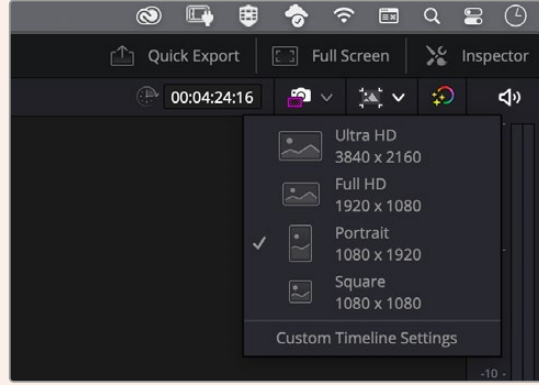 Quick Export
Full Screen
Inspector
00:04:24:16
Ultra HD
3840 x 2160
Full HD
1920 x 1080
Portrait
1080 x 1920
Square
1080 x 1080
Custom Timeline Settings
-10